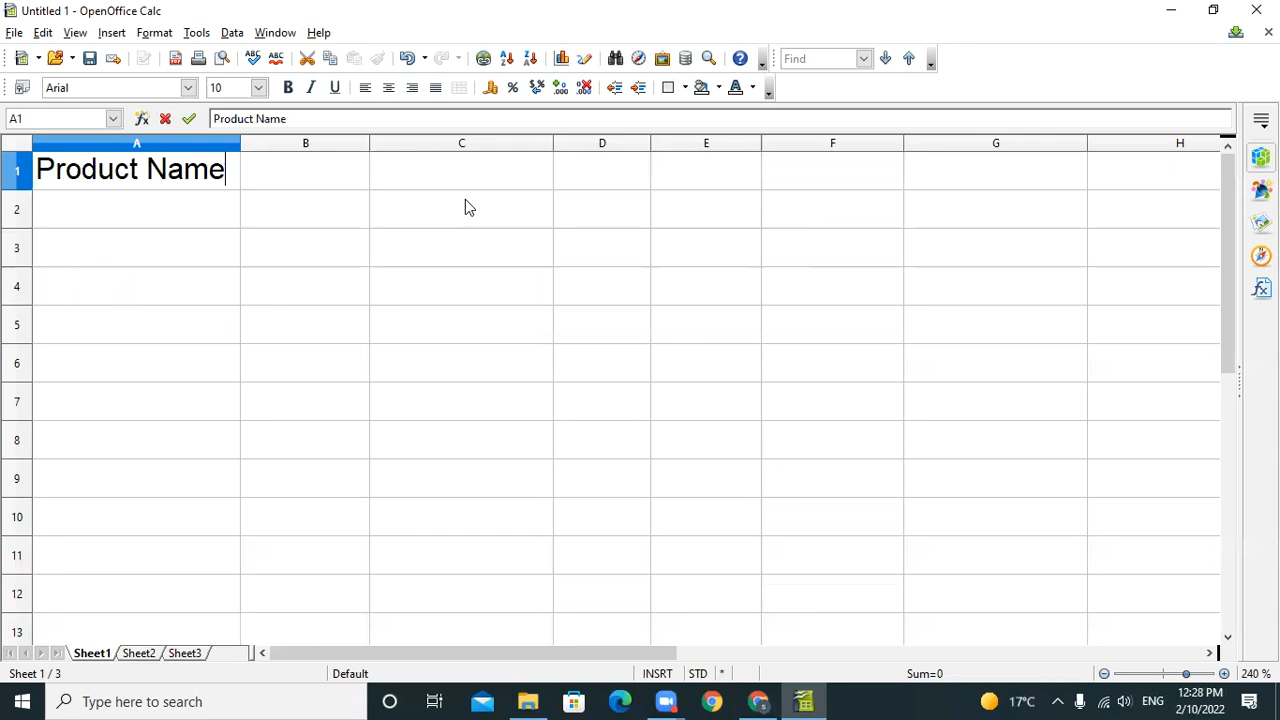 Untitled 1 - OpenOffice Calc
File Edit View Insert Format Tools Data Window Help
Find
Arial 10
A1 Product Name
A B C D E F G H
1 Product Name
2
3
4
5
6
7
8
9
10
11
12
13
Sheet1 Sheet2 Sheet3
Sheet 1 / 3 Default INSRT STD * Sum=0 240 %
Type here to search 17°C ENG 12:28 PM
2/10/2022